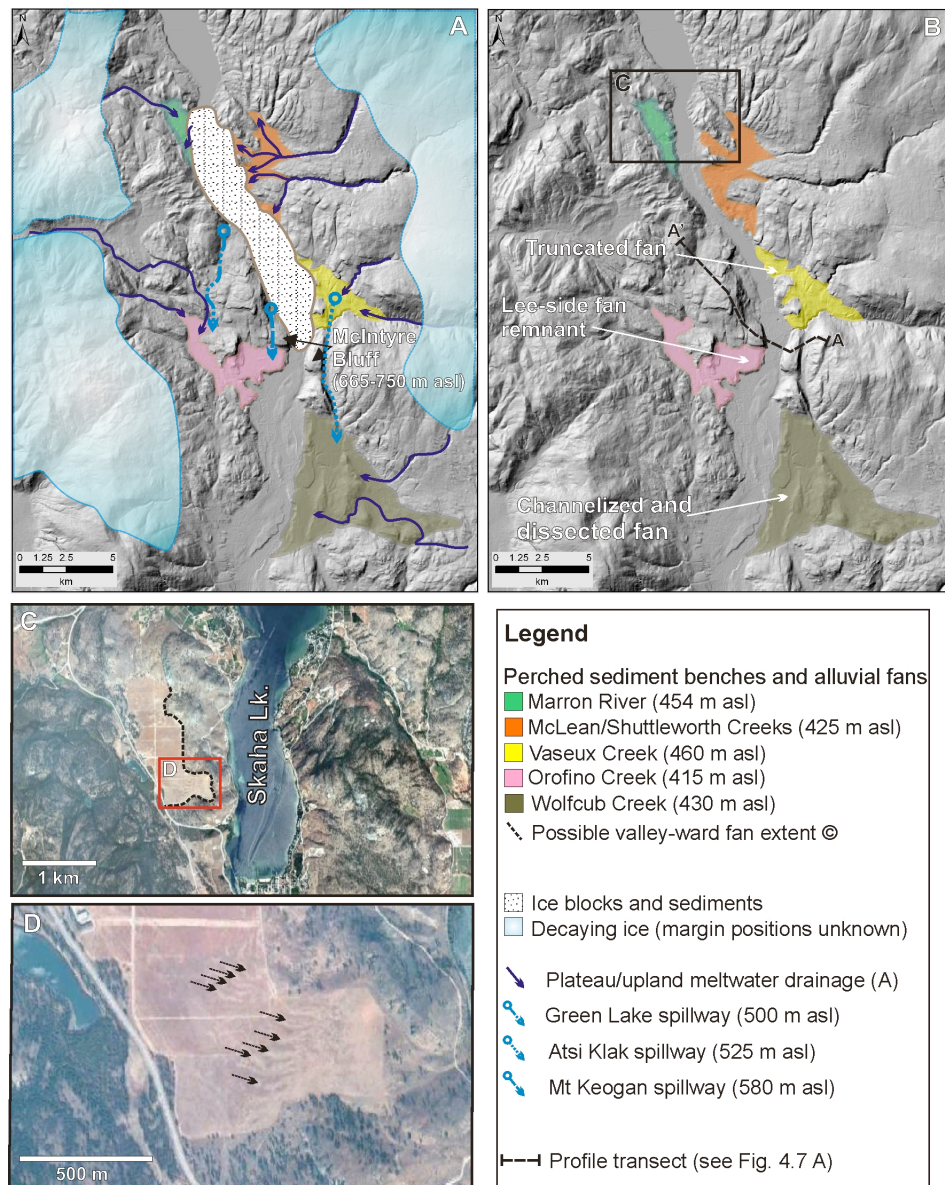 N
A
McIntyre
Bluff
(665-750 m asl)
0 1.25 2.5 5
km
N
B
C
A'
Truncated fan
Lee-side fan
remnant
A
Channelized and
dissected fan
0 1.25 2.5 5
km
C
D
Skaha Lk.
1 km
D
500 m
Legend
Perched sediment benches and alluvial fans
Marron River (454 m asl)
McLean/Shuttleworth Creeks (425 m asl)
Vaseux Creek (460 m asl)
Orofino Creek (415 m asl)
Wolfcub Creek (430 m asl)
Possible valley-ward fan extent ©
Ice blocks and sediments
Decaying ice (margin positions unknown)
Plateau/upland meltwater drainage (A)
Green Lake spillway (500 m asl)
Atsi Klak spillway (525 m asl)
Mt Keogan spillway (580 m asl)
Profile transect (see Fig. 4.7 A)